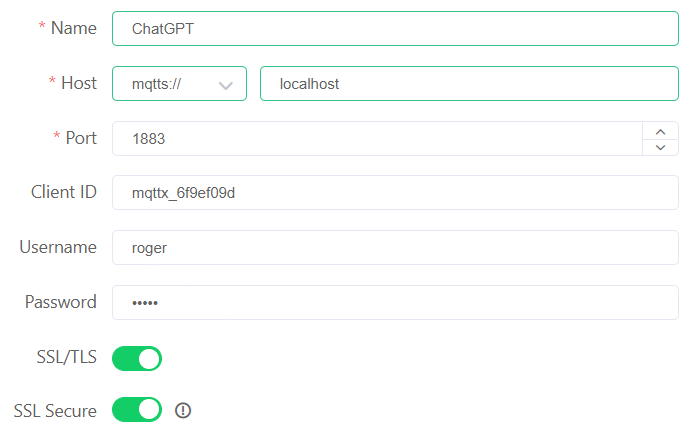 * Name ChatGPT
* Host mqtts:// localhost
* Port 1883
Client ID mqttx_6f9ef09d
Username roger
Password •••••
SSL/TLS
SSL Secure